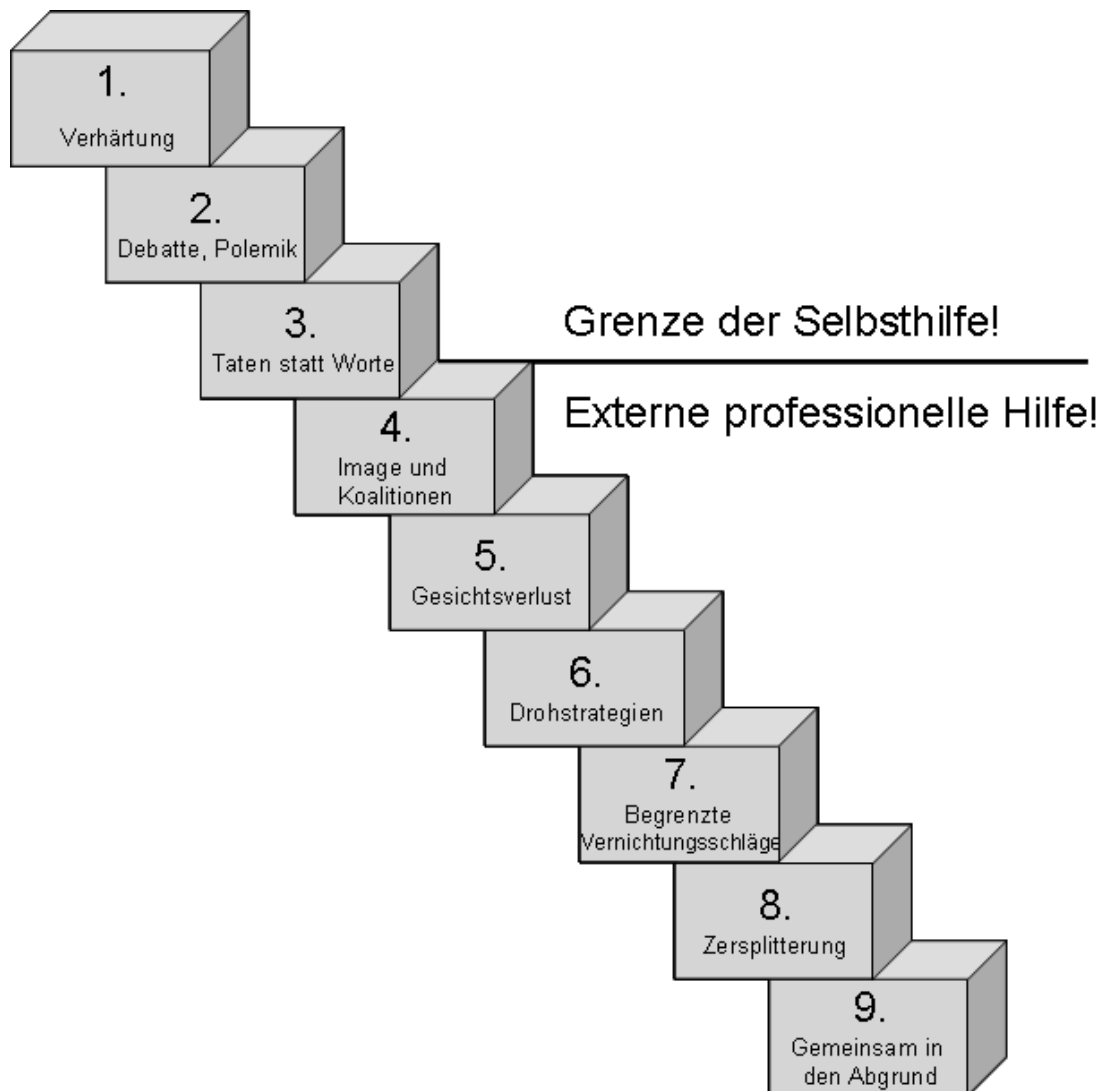 1.
Verhärtung
2.
Debatte, Polemik
3.
Taten statt Worte
Grenze der Selbsthilfe!
Externe professionelle Hilfe!
4.
Image und
Koalitionen
5.
Gesichtsverlust
6.
Drohstrategien
7.
Begrenzte
Vernichtungsschläge
8.
Zersplitterung
9.
Gemeinsam in
den Abgrund